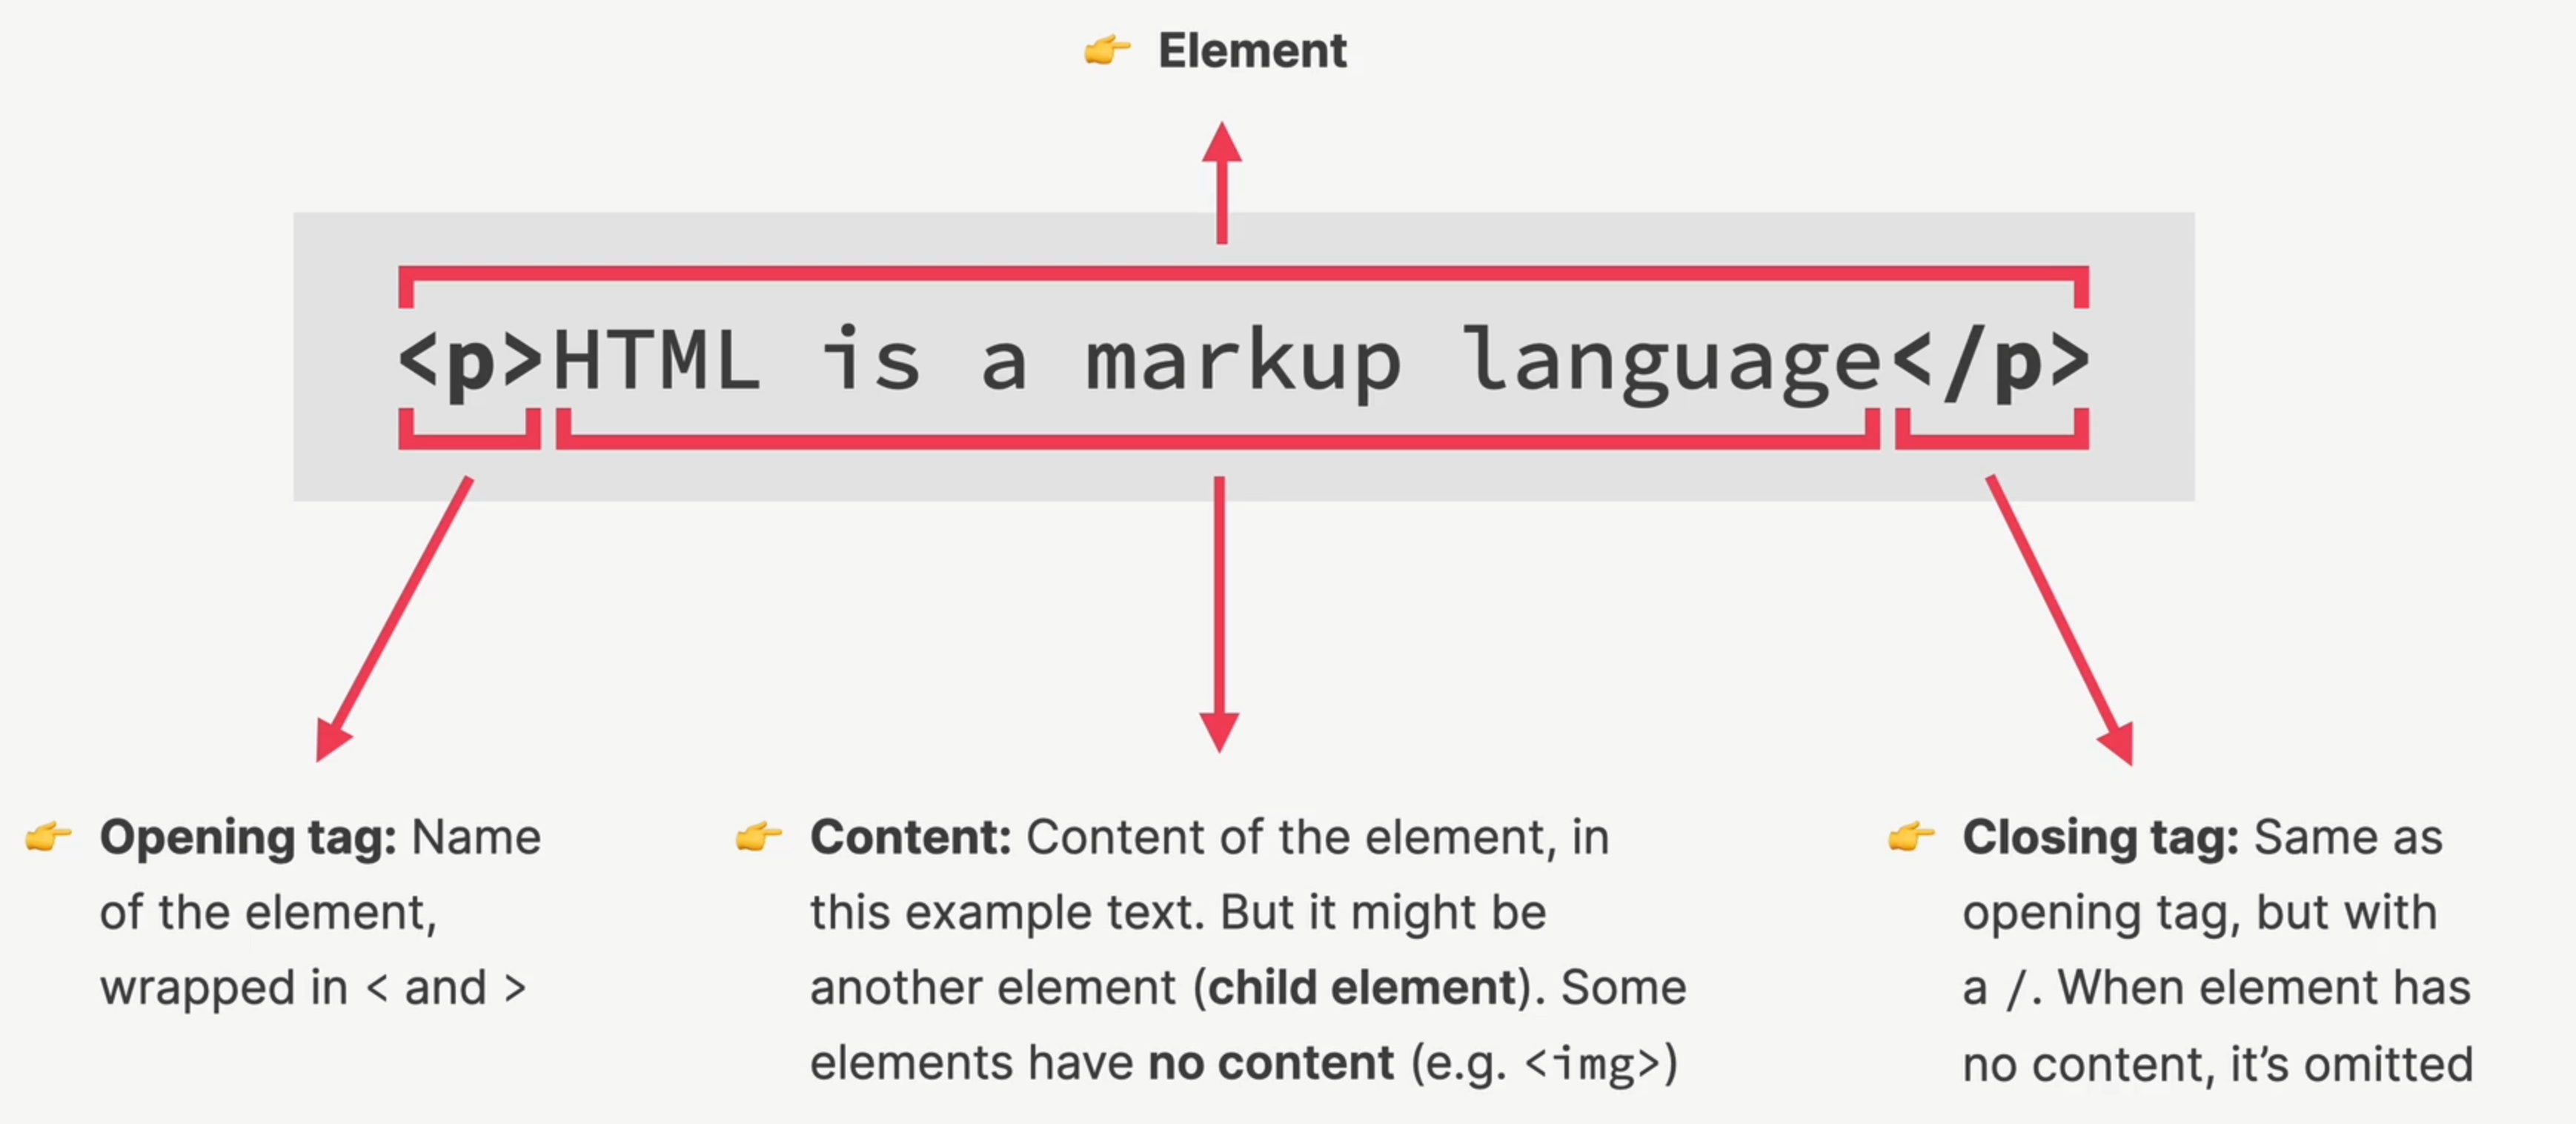 👉 Element
<p>HTML is a markup language</p>
👉 Opening tag: Name
of the element,
wrapped in < and >
👉 Content: Content of the element, in
this example text. But it might be
another element (child element). Some
elements have no content (e.g. <img>)
👉 Closing tag: Same as
opening tag, but with
a /. When element has
no content, it’s omitted